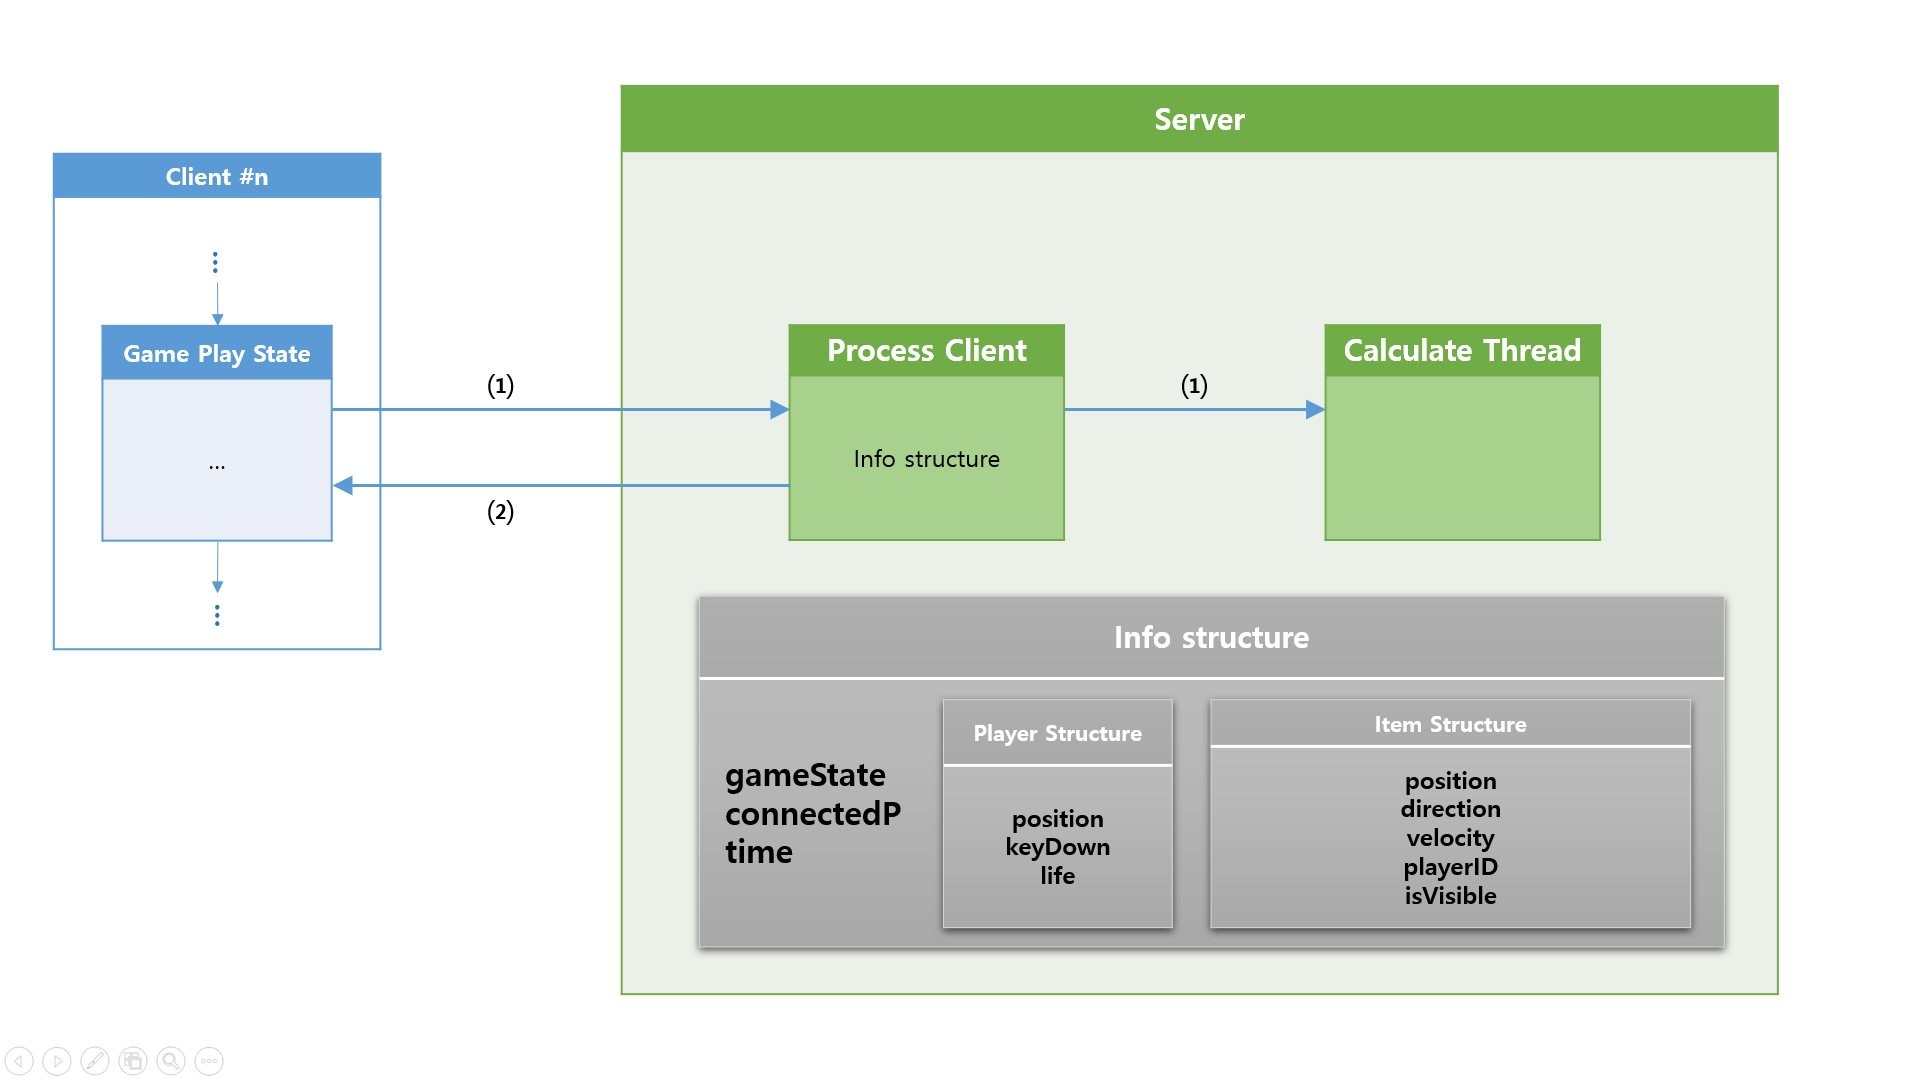 Server
Client #n
Game Play State
...
(1)
(2)
Process Client
Info structure
(1)
Calculate Thread
Info structure
gameState
connectedP
time
Player Structure
position
keyDown
life
Item Structure
position
direction
velocity
playerID
isVisible